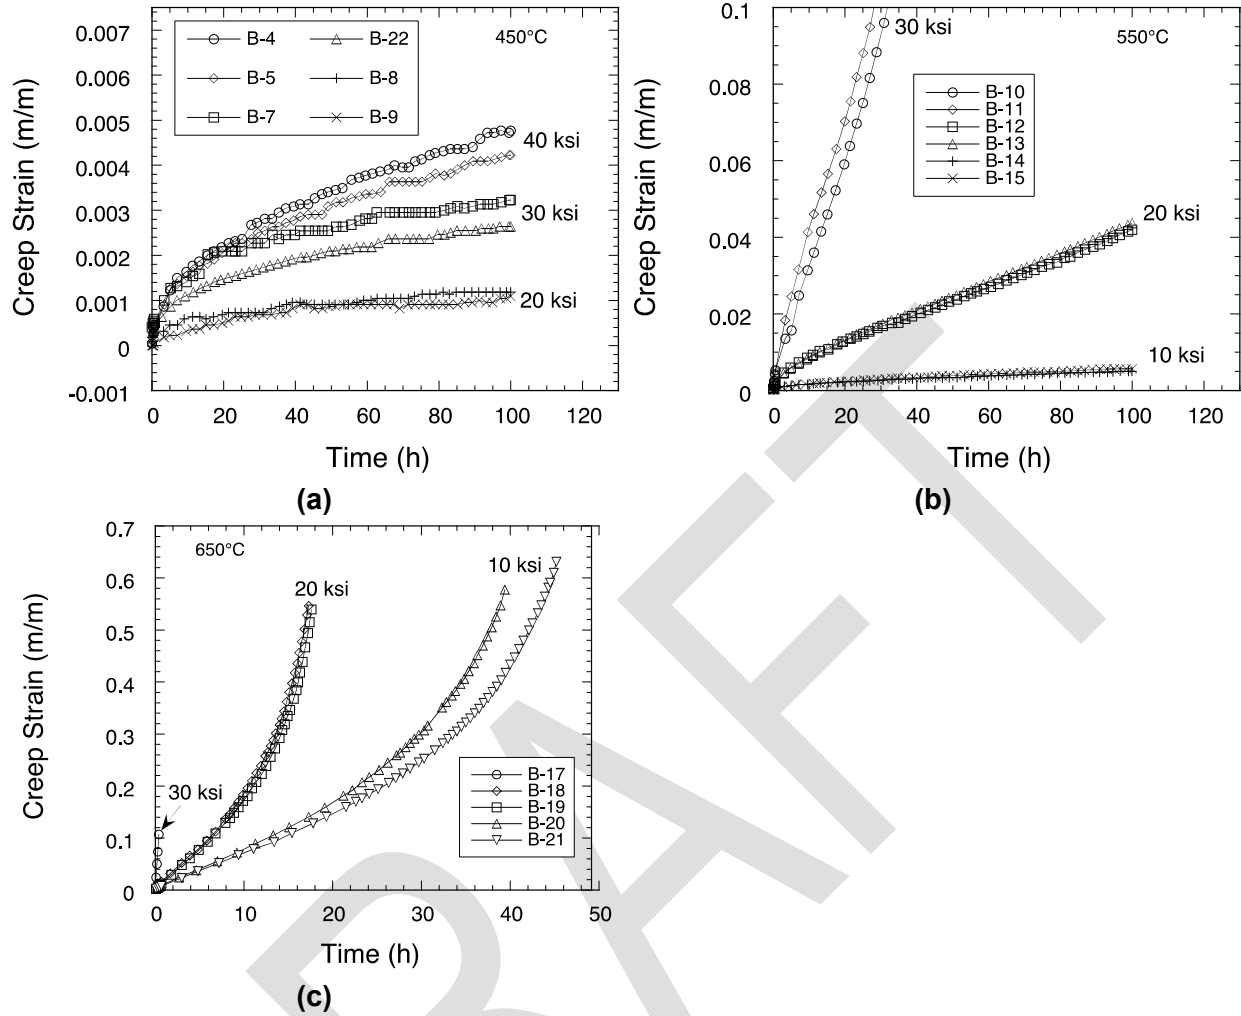 0.007
0.006
0.005
0.004
0.003
0.002
0.001
0
-0.001
Creep Strain (m/m)
B-4
B-5
B-7
B-22
B-8
B-9
450°C
40 ksi
30 ksi
20 ksi
0 20 40 60 80 100 120
Time (h)
(a)
0.1
0.08
0.06
0.04
0.02
0
Creep Strain (m/m)
30 ksi
550°C
B-10
B-11
B-12
B-13
B-14
B-15
20 ksi
10 ksi
0 20 40 60 80 100 120
Time (h)
(b)
0.7
0.6
0.5
0.4
0.3
0.2
0.1
0
Creep Strain (m/m)
650°C
20 ksi
10 ksi
30 ksi
B-17
B-18
B-19
B-20
B-21
0 10 20 30 40 50
Time (h)
(c)
RAFT